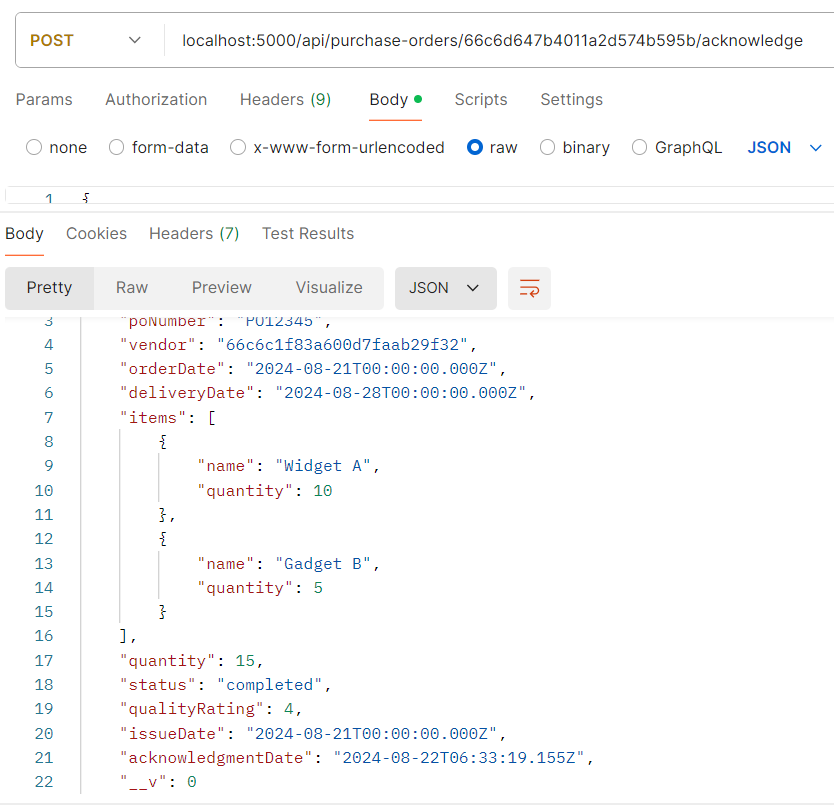 POST localhost:5000/api/purchase-orders/66c6d647b4011a2d574b595b/acknowledge
Params Authorization Headers (9) Body Scripts Settings
none form-data x-www-form-urlencoded raw binary GraphQL JSON
1 {
Body Cookies Headers (7) Test Results
Pretty Raw Preview Visualize JSON
3 "poNumber": "PO12345",
4 "vendor": "66c6c1f83a600d7faab29f32",
5 "orderDate": "2024-08-21T00:00:00.000Z",
6 "deliveryDate": "2024-08-28T00:00:00.000Z",
7 "items": [
8 {
9 "name": "Widget A",
10 "quantity": 10
11 },
12 {
13 "name": "Gadget B",
14 "quantity": 5
15 }
16 ],
17 "quantity": 15,
18 "status": "completed",
19 "qualityRating": 4,
20 "issueDate": "2024-08-21T00:00:00.000Z",
21 "acknowledgmentDate": "2024-08-22T06:33:19.155Z",
22 "__v": 0